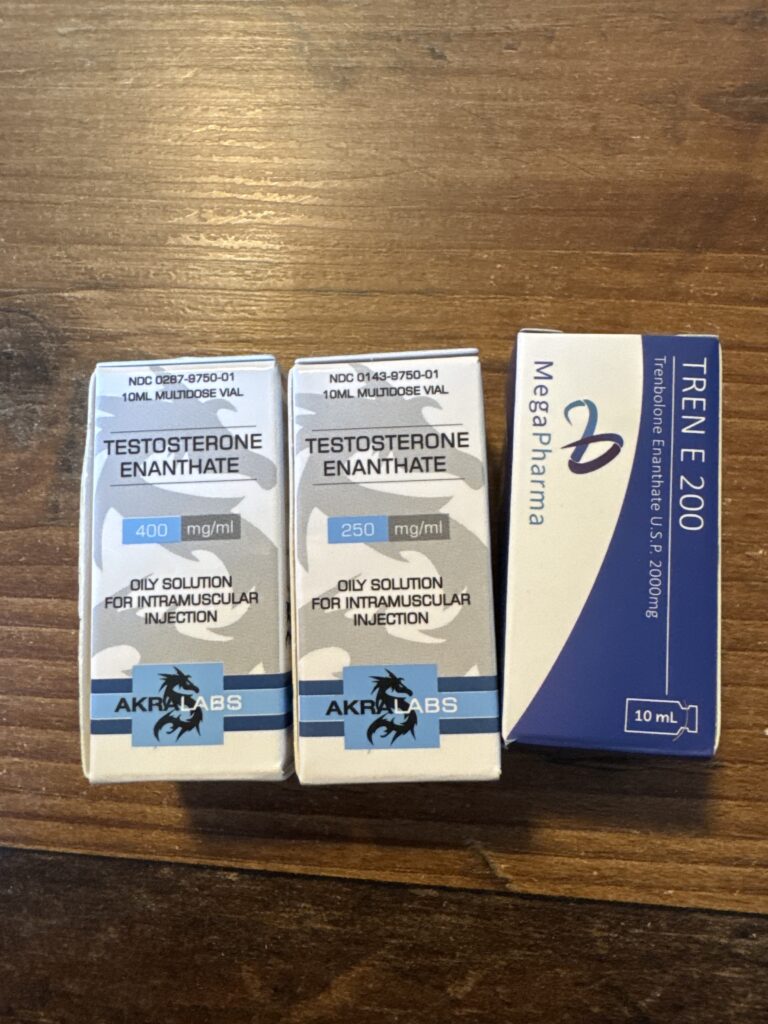 NDC 0287-9750-01
10ML MULTIDOSE VIAL
TESTOSTERONE
ENANTHATE
400 mg/ml
OILY SOLUTION
FOR INTRAMUSCULAR
INJECTION
AKRALABS
NDC 0143-9750-01
10ML MULTIDOSE VIAL
TESTOSTERONE
ENANTHATE
250 mg/ml
OILY SOLUTION
FOR INTRAMUSCULAR
INJECTION
AKRALABS
TREN E 200
Trenbolone Enanthate U.S.P. 2000mg
MegaPharma
10 mL